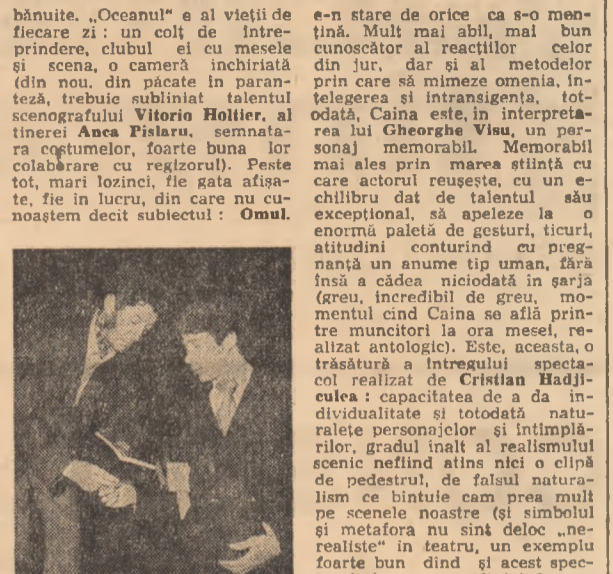 bănuite. „Oceanul“ e al vieții de
fiecare zi : un colț de între-
prindere, clubul ei cu mesele
și scena, o cameră închiriată
(din nou, din păcate în paran-
teză, trebuie subliniat talentul
scenografului Vitorio Holtier, al
tinerei Anca Pîslaru, semnata-
ra costumelor, foarte buna lor
colaborare cu regizorul). Peste
tot, mari lozinci, fie gata afișa-
te, fie în lucru, din care nu cu-
noaștem decît subiectul : Omul.
e-n stare de orice ca s-o men-
țină. Mult mai abil, mai bun
cunoscător al reacțiilor celor
din jur, dar și al metodelor
prin care să mimeze omenia, în-
țelegerea și intransigența, tot-
odată, Caina este, în interpreta-
rea lui Gheorghe Visu, un per-
sonaj memorabil. Memorabil
mai ales prin marea știință cu
care actorul reușește, cu un e-
chilibru dat de talentul său
excepțional, să apeleze la o
enormă paletă de gesturi, ticuri,
atitudini conturînd cu preg-
nanță un anume tip uman, fără
însă a cădea niciodată în șarjă
(greu, incredibil de greu, mo-
mentul cînd Caina se află prin-
tre muncitori la ora mesei, re-
alizat antologic). Este, aceasta, o
trăsătură a întregului specta-
col realizat de Cristian Hadji-
culea : capacitatea de a da in-
dividualitate și totodată natu-
ralețe personajelor și întîmplă-
rilor, gradul înalt al realismului
scenic nefiind atins nici o clipă
de pedestrul, de falsul natura-
lism ce bîntuie cam prea mult
pe scenele noastre (și simbolul
și metafora nu sînt deloc „ne-
realiste“ în teatru, un exemplu
foarte bun dînd și acest spec-